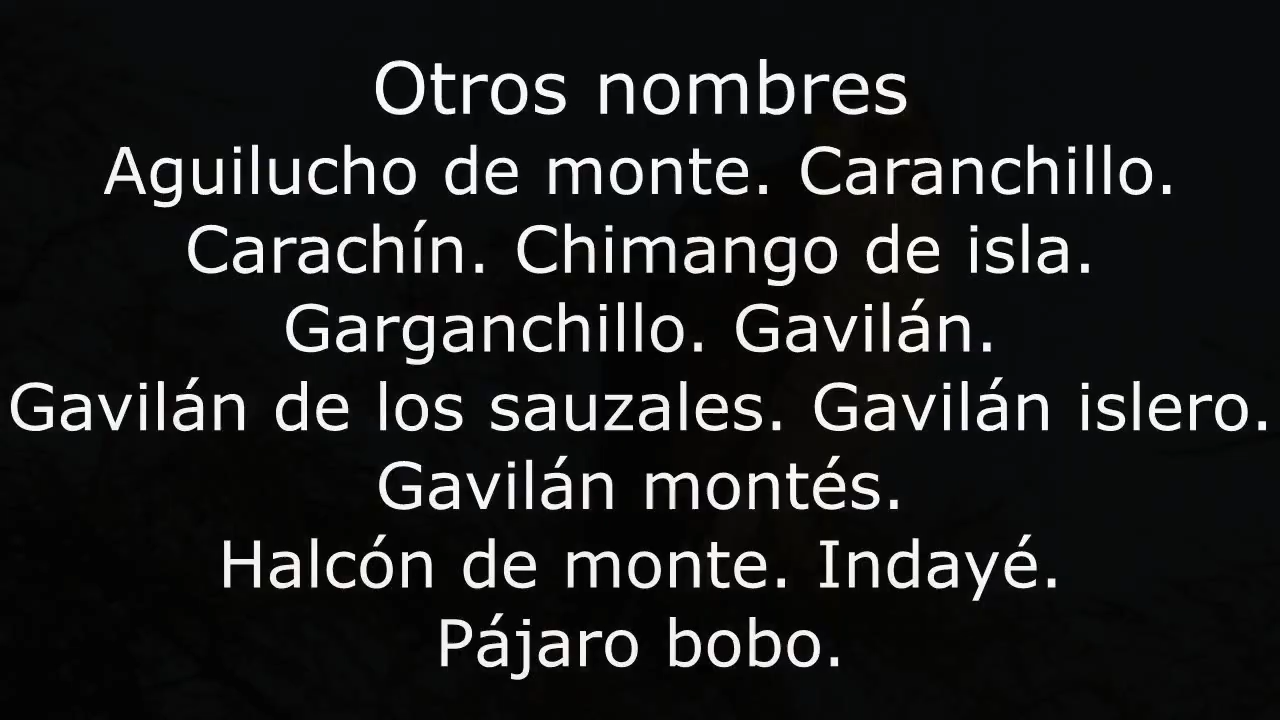 Otros nombres
Aguilucho de monte. Caranchillo.
Carachín. Chimango de isla.
Garganchillo. Gavilán.
Gavilán de los sauzales. Gavilán islero.
Gavilán montés.
Halcón de monte. Indayé.
Pájaro bobo.